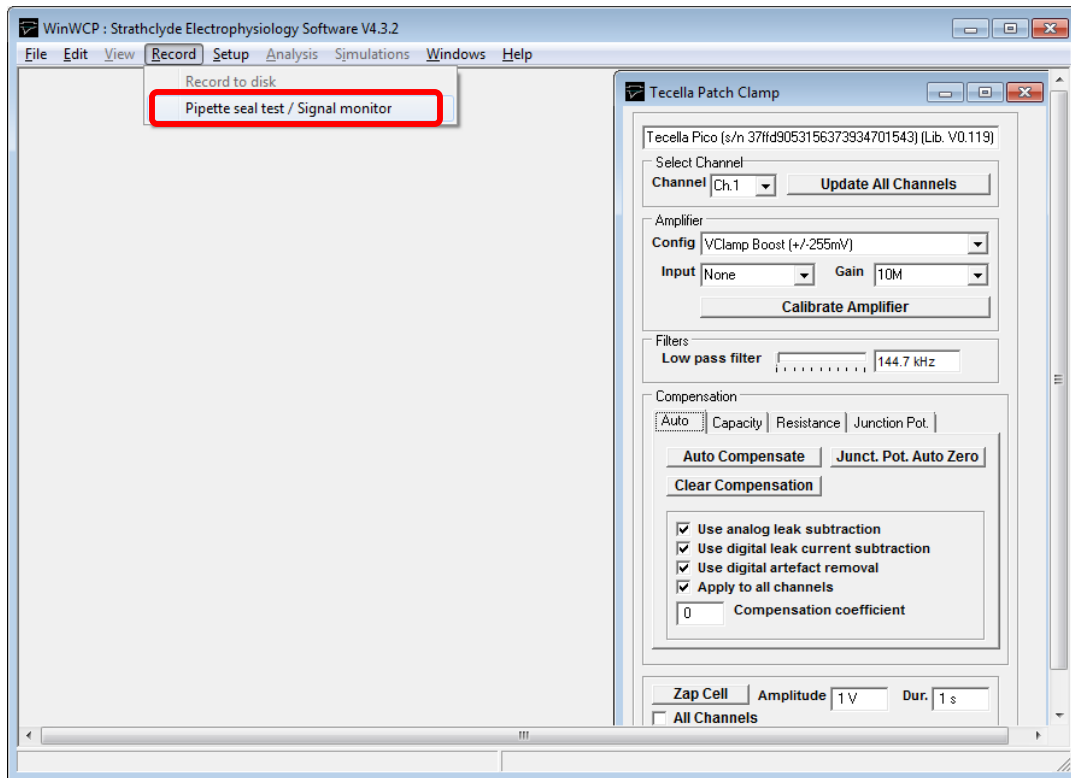 WinWCP : Strathclyde Electrophysiology Software V4.3.2
File Edit View Record Setup Analysis Simulations Windows Help
Record to disk
Pipette seal test / Signal monitor
Tecella Patch Clamp
Tecella Pico (s/n 37ffd9053156373934701543) (Lib. V0.119)
Select Channel
Channel Ch.1 Update All Channels
Amplifier
Config VClamp Boost (+/-255mV)
Input None Gain 10M
Calibrate Amplifier
Filters
Low pass filter 144.7 kHz
Compensation
Auto Capacity Resistance Junction Pot.
Auto Compensate Junct. Pot. Auto Zero
Clear Compensation
Use analog leak subtraction
Use digital leak current subtraction
Use digital artefact removal
Apply to all channels
0 Compensation coefficient
Zap Cell Amplitude 1 V Dur. 1 s
All Channels